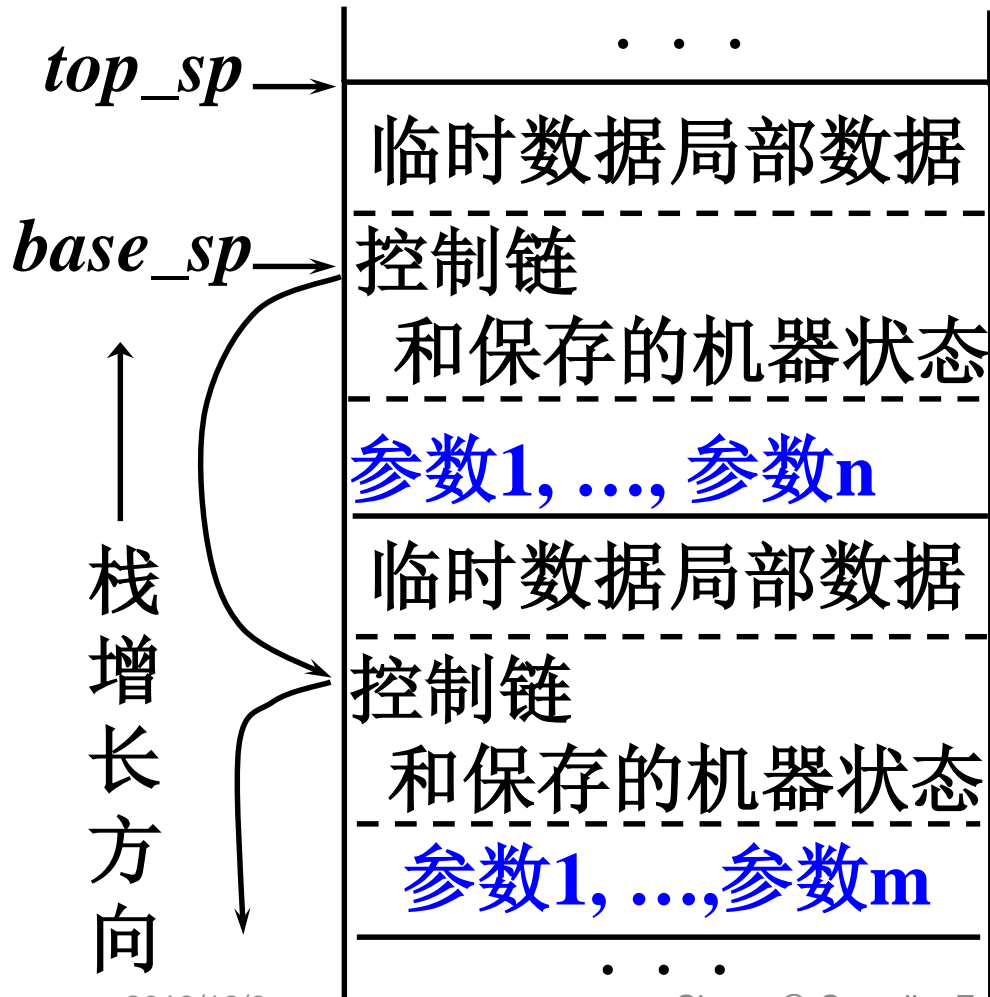 . . .
top_sp
临时数据局部数据
base_sp
控制链
和保存的机器状态
参数1, …, 参数n
临时数据局部数据
控制链
和保存的机器状态
参数1, …,参数m
. . .
栈增长方向